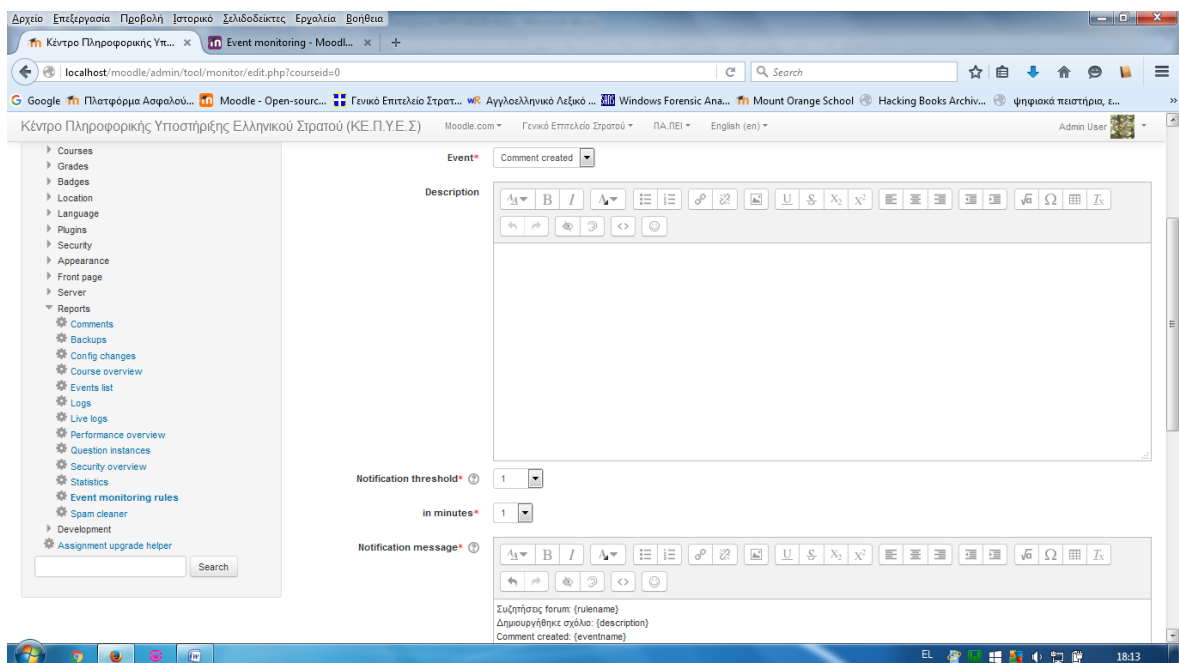 Αρχείο Επεξεργασία Προβολή Ιστορικό Σελιδοδείκτες Εργαλεία Βοήθεια
Κέντρο Πληροφορικής Υπ... × Event monitoring - Moodl... × +
localhost/moodle/admin/tool/monitor/edit.php?courseid=0 Search
Google Πλατφόρμα Ασφαλού... Moodle - Open-sourc... Γενικό Επιτελείο Στρατ... Αγγλοελληνικό Λεξικό ... Windows Forensic Ana... Mount Orange School Hacking Books Archiv... ψηφιακά πειστήρια, ε... »
Κέντρο Πληροφορικής Υποστήριξης Ελληνικού Στρατού (ΚΕ.Π.Υ.Ε.Σ) Moodle.com Γενικό Επιτελείο Στρατού ΠΑ.ΠΕΙ English (en) Admin User
Courses
Grades
Badges
Location
Language
Plugins
Security
Appearance
Front page
Server
Reports
Comments
Backups
Config changes
Course overview
Events list
Logs
Live logs
Performance overview
Question instances
Security overview
Statistics
Event monitoring rules
Spam cleaner
Development
Assignment upgrade helper
Search
Event* Comment created
Description
B I U S X₂ X² √α Ω Tx
Notification threshold* 1
in minutes* 1
Notification message*
B I U S X₂ X² √α Ω Tx
Συζητήσεις forum: {rulename}
Δημιουργήθηκε σχόλιο: {description}
Comment created: {eventname}
EL 18:13